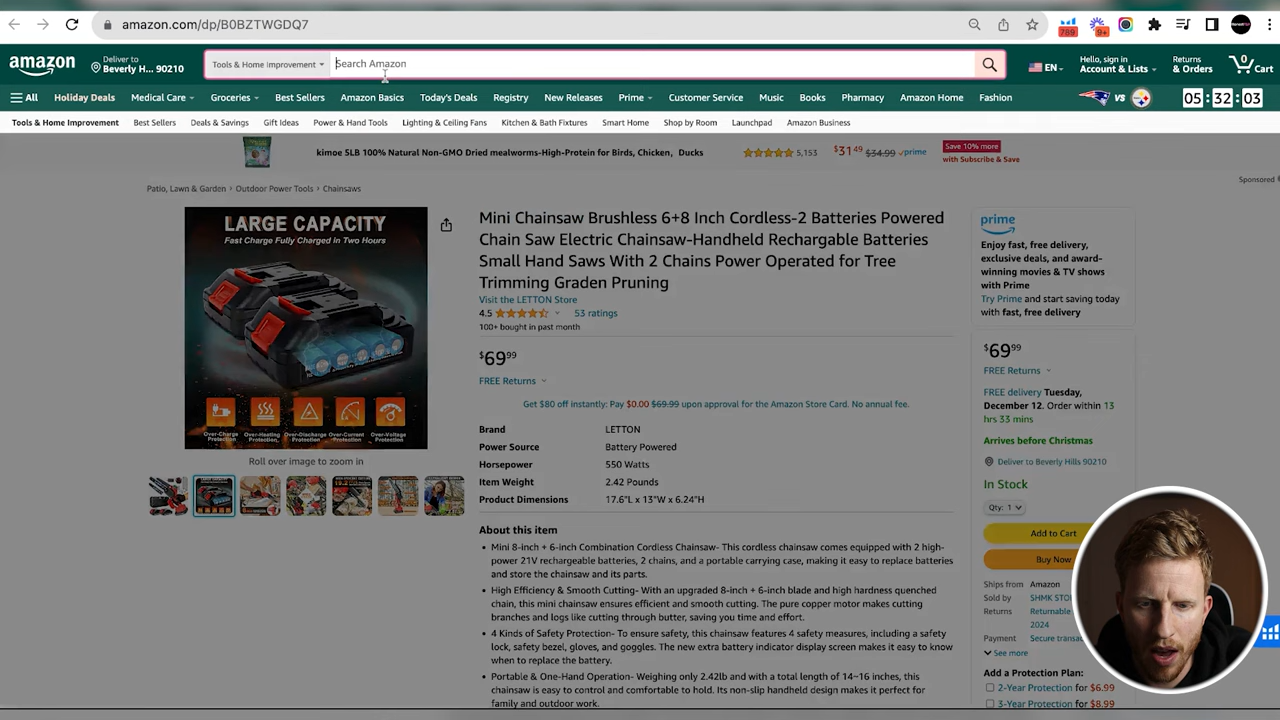 amazon.com/dp/B0BZTWGDQ7
789
9+
amazon
Deliver to
Beverly H... 90210
Tools & Home Improvement
Search Amazon
EN
Hello, sign in
Account & Lists
Returns
& Orders
0
Cart
All
Holiday Deals
Medical Care
Groceries
Best Sellers
Amazon Basics
Today's Deals
Registry
New Releases
Prime
Customer Service
Music
Books
Pharmacy
Amazon Home
Fashion
VS
05 : 32 : 03
Tools & Home Improvement
Best Sellers
Deals & Savings
Gift Ideas
Power & Hand Tools
Lighting & Ceiling Fans
Kitchen & Bath Fixtures
Smart Home
Shop by Room
Launchpad
Amazon Business
kimoe 5LB 100% Natural Non-GMO Dried mealworms-High-Protein for Birds, Chicken, Ducks
5,153
$31.49 $34.99 prime
Save 10% more
with Subscribe & Save
Sponsored
Patio, Lawn & Garden › Outdoor Power Tools › Chainsaws
LARGE CAPACITY
Fast Charge Fully Charged in Two Hours
Over-Charge Protection
Over-Heating Protection
Over-Discharge Protection
Over-Current Protection
Over-Voltage Protection
Roll over image to zoom in
Mini Chainsaw Brushless 6+8 Inch Cordless-2 Batteries Powered
Chain Saw Electric Chainsaw-Handheld Rechargable Batteries
Small Hand Saws With 2 Chains Power Operated for Tree
Trimming Graden Pruning
Visit the LETTON Store
4.5
53 ratings
100+ bought in past month
$69.99
FREE Returns
Get $80 off instantly: Pay $0.00 $69.99 upon approval for the Amazon Store Card. No annual fee.
Brand LETTON
Power Source Battery Powered
Horsepower 550 Watts
Item Weight 2.42 Pounds
Product Dimensions 17.6"L x 13"W x 6.24"H
About this item
• Mini 8-inch + 6-inch Combination Cordless Chainsaw- This cordless chainsaw comes equipped with 2 high-
power 21V rechargeable batteries, 2 chains, and a portable carrying case, making it easy to replace batteries
and store the chainsaw and its parts.
• High Efficiency & Smooth Cutting- With an upgraded 8-inch + 6-inch blade and high hardness quenched
chain, this mini chainsaw ensures efficient and smooth cutting. The pure copper motor makes cutting
branches and logs like cutting through butter, saving you time and effort.
• 4 Kinds of Safety Protection- To ensure safety, this chainsaw features 4 safety measures, including a safety
lock, safety bezel, gloves, and goggles. The new extra battery indicator display screen makes it easy to know
when to replace the battery.
• Portable & One-Hand Operation- Weighing only 2.42lb and with a total length of 14~16 inches, this
chainsaw is easy to control and comfortable to hold. Its non-slip handheld design makes it perfect for
family and outdoor work.
prime
Enjoy fast, free delivery,
exclusive deals, and award-
winning movies & TV shows
with Prime
Try Prime and start saving today
with fast, free delivery
$69.99
FREE Returns
FREE delivery Tuesday,
December 12. Order within 13
hrs 33 mins
Arrives before Christmas
Deliver to Beverly Hills 90210
In Stock
Qty: 1
Add to Cart
Buy Now
Ships from Amazon
Sold by SHMK STO
Returns Returnable
2024
Payment Secure transac
See more
Add a Protection Plan:
2-Year Protection for $6.99
3-Year Protection for $8.99